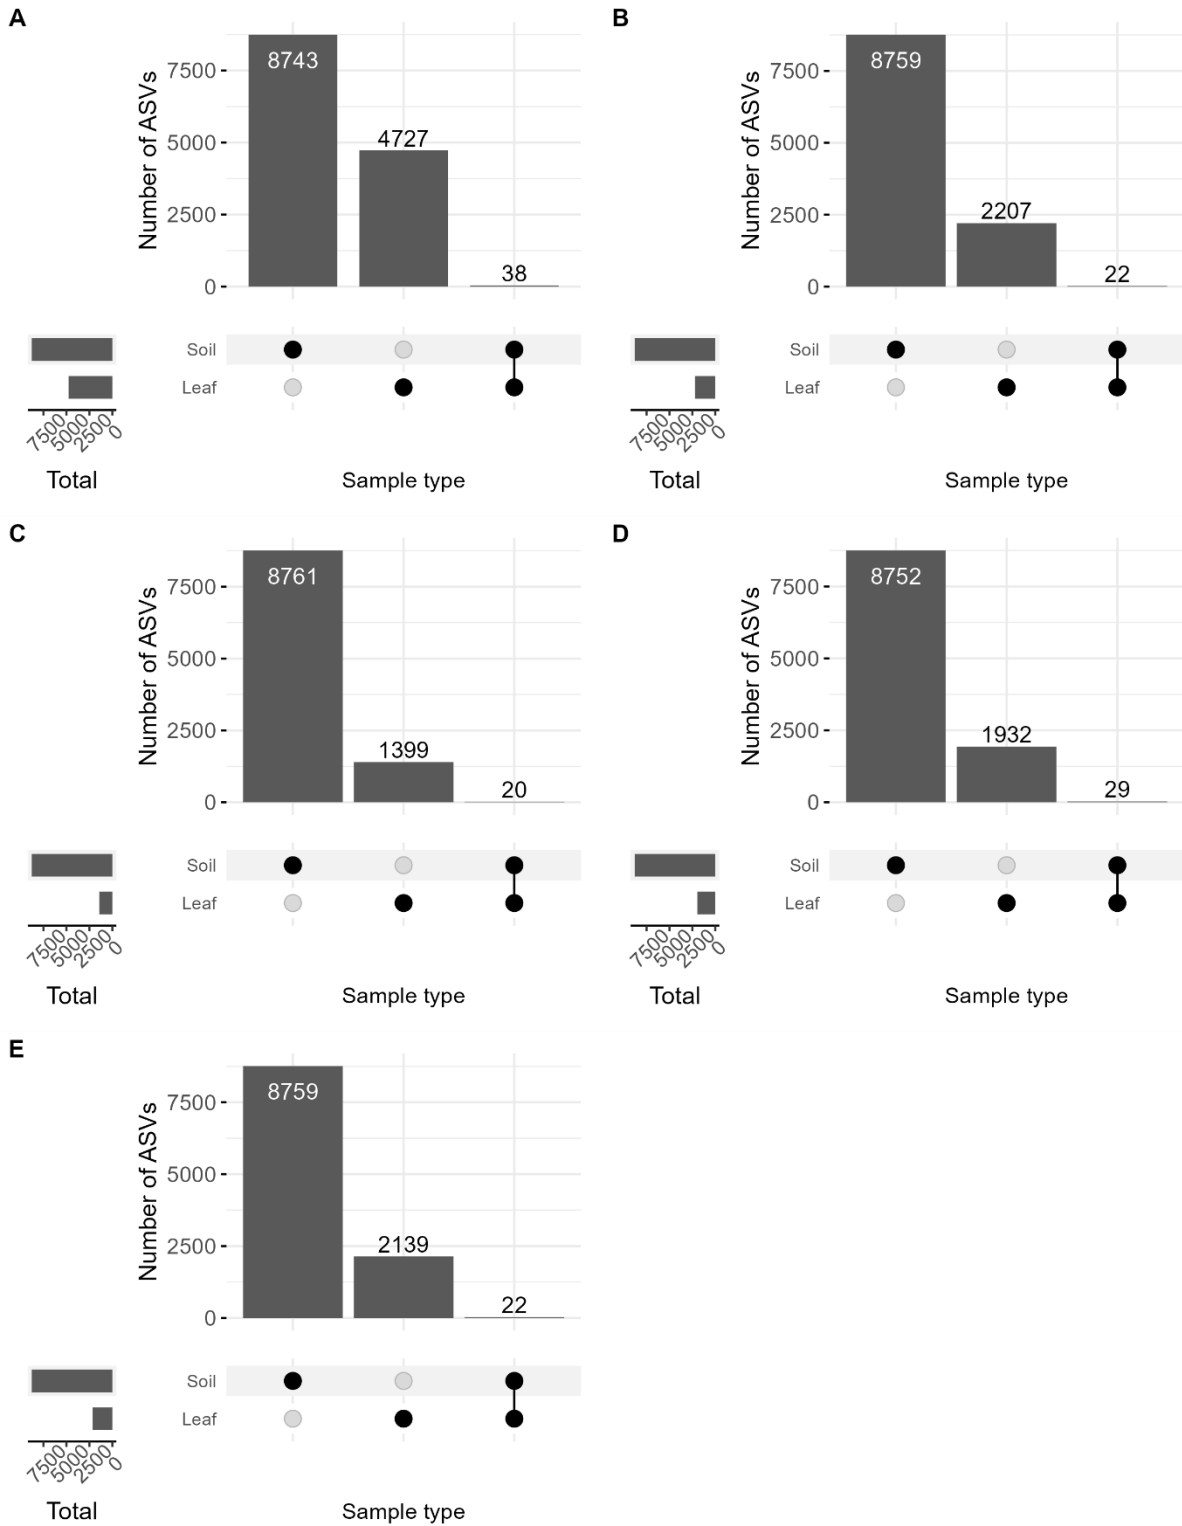 A
Number of ASVs
7500
5000
2500
0
8743
4727
38
Soil
Leaf
7500
5000
2500
0
Total
Sample type
B
Number of ASVs
7500
5000
2500
0
8759
2207
22
Soil
Leaf
7500
5000
2500
0
Total
Sample type
C
Number of ASVs
7500
5000
2500
0
8761
1399
20
Soil
Leaf
7500
5000
2500
0
Total
Sample type
D
Number of ASVs
7500
5000
2500
0
8752
1932
29
Soil
Leaf
7500
5000
2500
0
Total
Sample type
E
Number of ASVs
7500
5000
2500
0
8759
2139
22
Soil
Leaf
7500
5000
2500
0
Total
Sample type